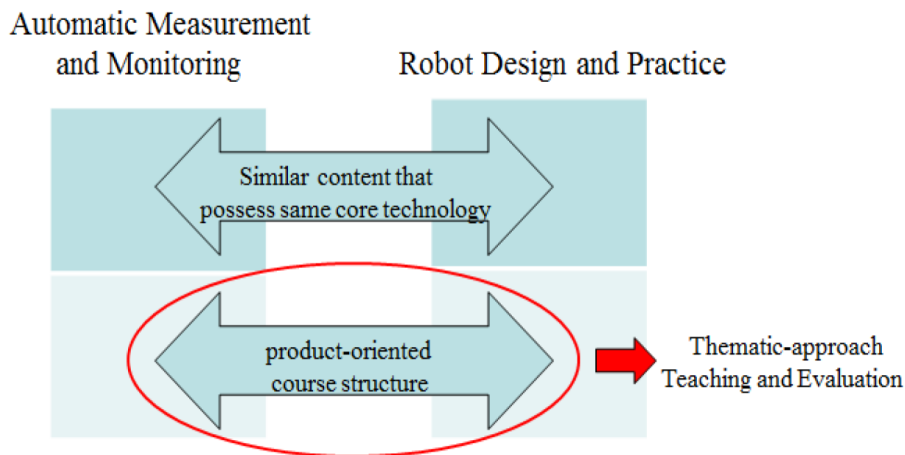 Automatic Measurement
and Monitoring
Robot Design and Practice
Similar content that
possess same core technology
product-oriented
course structure
Thematic-approach
Teaching and Evaluation